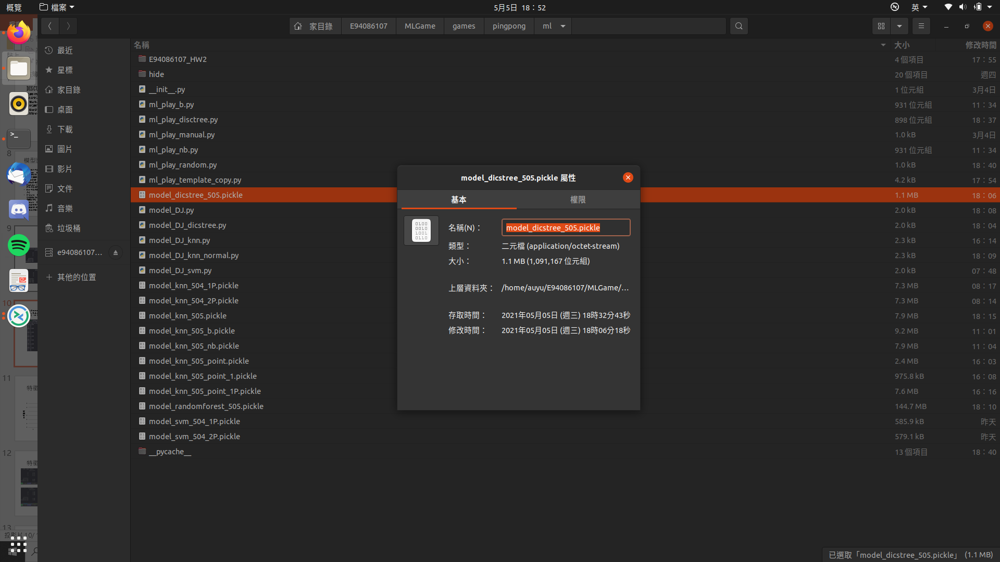 概覽
檔案
5月5日 18：52
英
家目錄
E94086107
MLGame
games
pingpong
ml
最近
星標
家目錄
桌面
下載
圖片
影片
文件
音樂
垃圾桶
e94086107…
其他的位置
名稱 大小 修改時間
E94086107_HW2 4 個項目 17：55
hide 20 個項目 週四
__init__.py 1 位元組 3月4日
ml_play_b.py 931 位元組 11：34
ml_play_disctree.py 898 位元組 18：37
ml_play_manual.py 1.0 kB 3月4日
ml_play_nb.py 931 位元組 11：34
ml_play_random.py 1.0 kB 18：40
ml_play_template_copy.py 4.2 kB 17：54
model_dicstree_505.pickle 1.1 MB 18：06
model_DJ.py 2.0 kB 18：08
model_DJ_dicstree.py 2.0 kB 18：04
model_DJ_knn.py 2.3 kB 16：14
model_DJ_knn_normal.py 2.3 kB 18：09
model_DJ_svm.py 2.0 kB 07：48
model_knn_504_1P.pickle 7.3 MB 08：17
model_knn_504_2P.pickle 7.3 MB 08：14
model_knn_505.pickle 7.9 MB 18：15
model_knn_505_b.pickle 9.2 MB 11：01
model_knn_505_nb.pickle 7.9 MB 11：04
model_knn_505_point.pickle 2.4 MB 16：03
model_knn_505_point_1.pickle 975.8 kB 16：08
model_knn_505_point_1P.pickle 7.6 MB 16：16
model_randomforest_505.pickle 144.7 MB 18：10
model_svm_504_1P.pickle 585.9 kB 昨天
model_svm_504_2P.pickle 579.1 kB 昨天
__pycache__ 13 個項目 18：40
model_dicstree_505.pickle 屬性
基本 權限
名稱(N)： model_dicstree_505.pickle
類型： 二元檔 (application/octet-stream)
大小： 1.1 MB (1,091,167 位元組)
上層資料夾： /home/auyu/E94086107/MLGame/…
存取時間： 2021年05月05日 (週三) 18時32分43秒
修改時間： 2021年05月05日 (週三) 18時06分18秒
8
9
10
11
12
13
已選取「model_dicstree_505.pickle」 (1.1 MB)